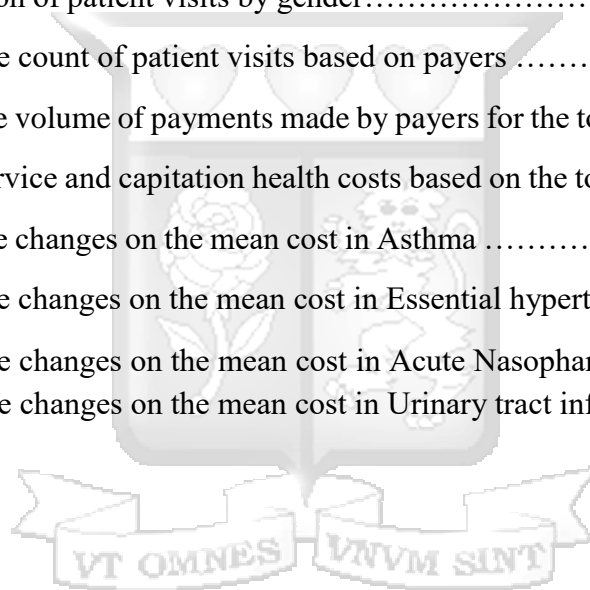 on of patient visits by gender…………………
e count of patient visits based on payers …….
e volume of payments made by payers for the to
rvice and capitation health costs based on the to
e changes on the mean cost in Asthma ……….
e changes on the mean cost in Essential hypert
e changes on the mean cost in Acute Nasophar
e changes on the mean cost in Urinary tract inf
VT OMNES VNVM SINT